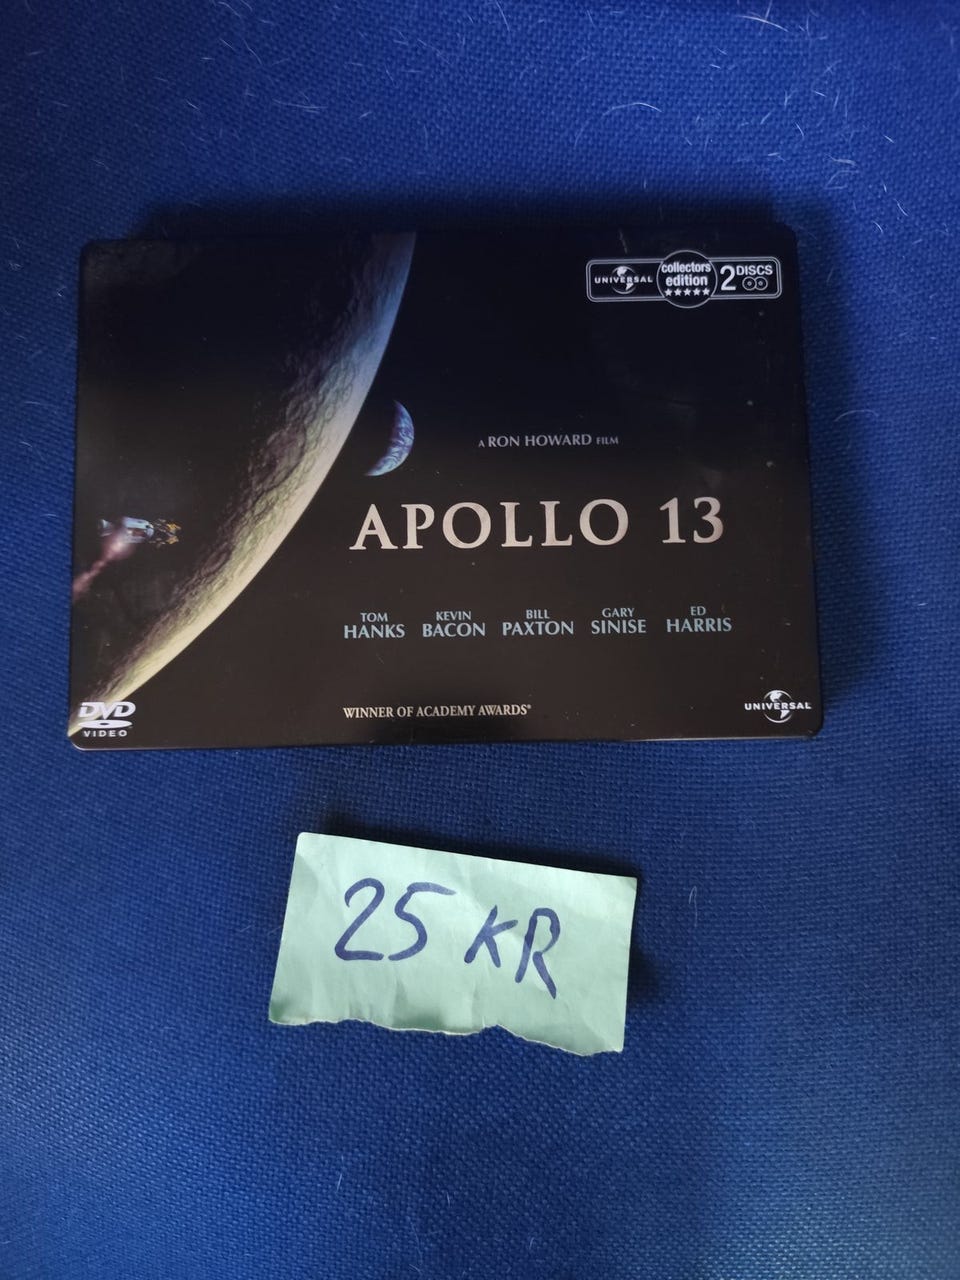 UNIVERSAL
collectors
edition
★★★★★
2 DISCS
A RON HOWARD FILM
APOLLO 13
TOM HANKS
KEVIN BACON
BILL PAXTON
GARY SINISE
ED HARRIS
DVD
VIDEO
WINNER OF ACADEMY AWARDS®
UNIVERSAL
25 KR